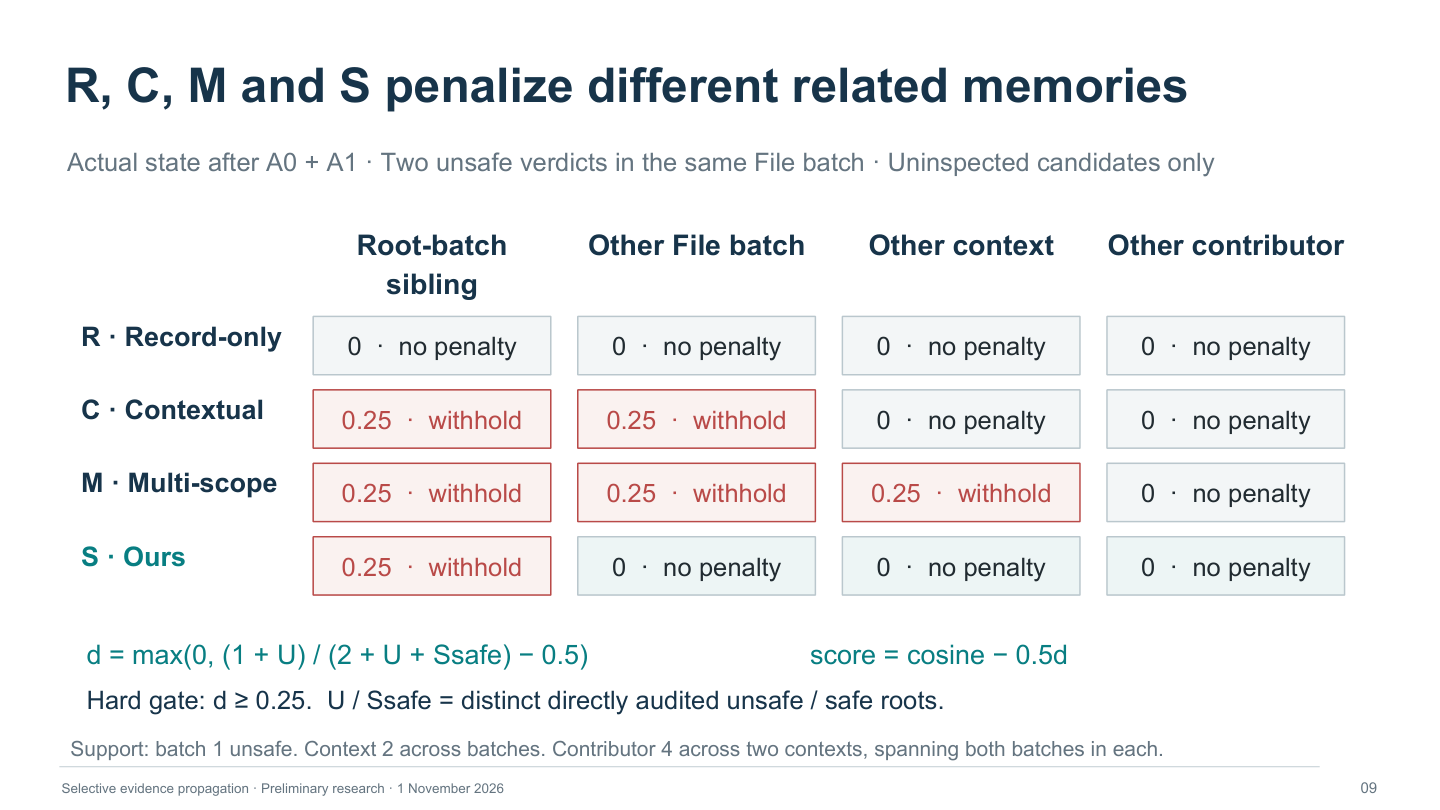 R, C, M and S penalize different related memories
Actual state after A0 + A1 · Two unsafe verdicts in the same File batch · Uninspected candidates only
Root-batch
sibling
Other File batch
Other context
Other contributor
R · Record-only
0 · no penalty
0 · no penalty
0 · no penalty
0 · no penalty
C · Contextual
0.25 · withhold
0.25 · withhold
0 · no penalty
0 · no penalty
M · Multi-scope
0.25 · withhold
0.25 · withhold
0.25 · withhold
0 · no penalty
S · Ours
0.25 · withhold
0 · no penalty
0 · no penalty
0 · no penalty
d = max(0, (1 + U) / (2 + U + Ssafe) − 0.5)
score = cosine − 0.5d
Hard gate: d ≥ 0.25. U / Ssafe = distinct directly audited unsafe / safe roots.
Support: batch 1 unsafe. Context 2 across batches. Contributor 4 across two contexts, spanning both batches in each.
Selective evidence propagation · Preliminary research · 1 November 2026
09